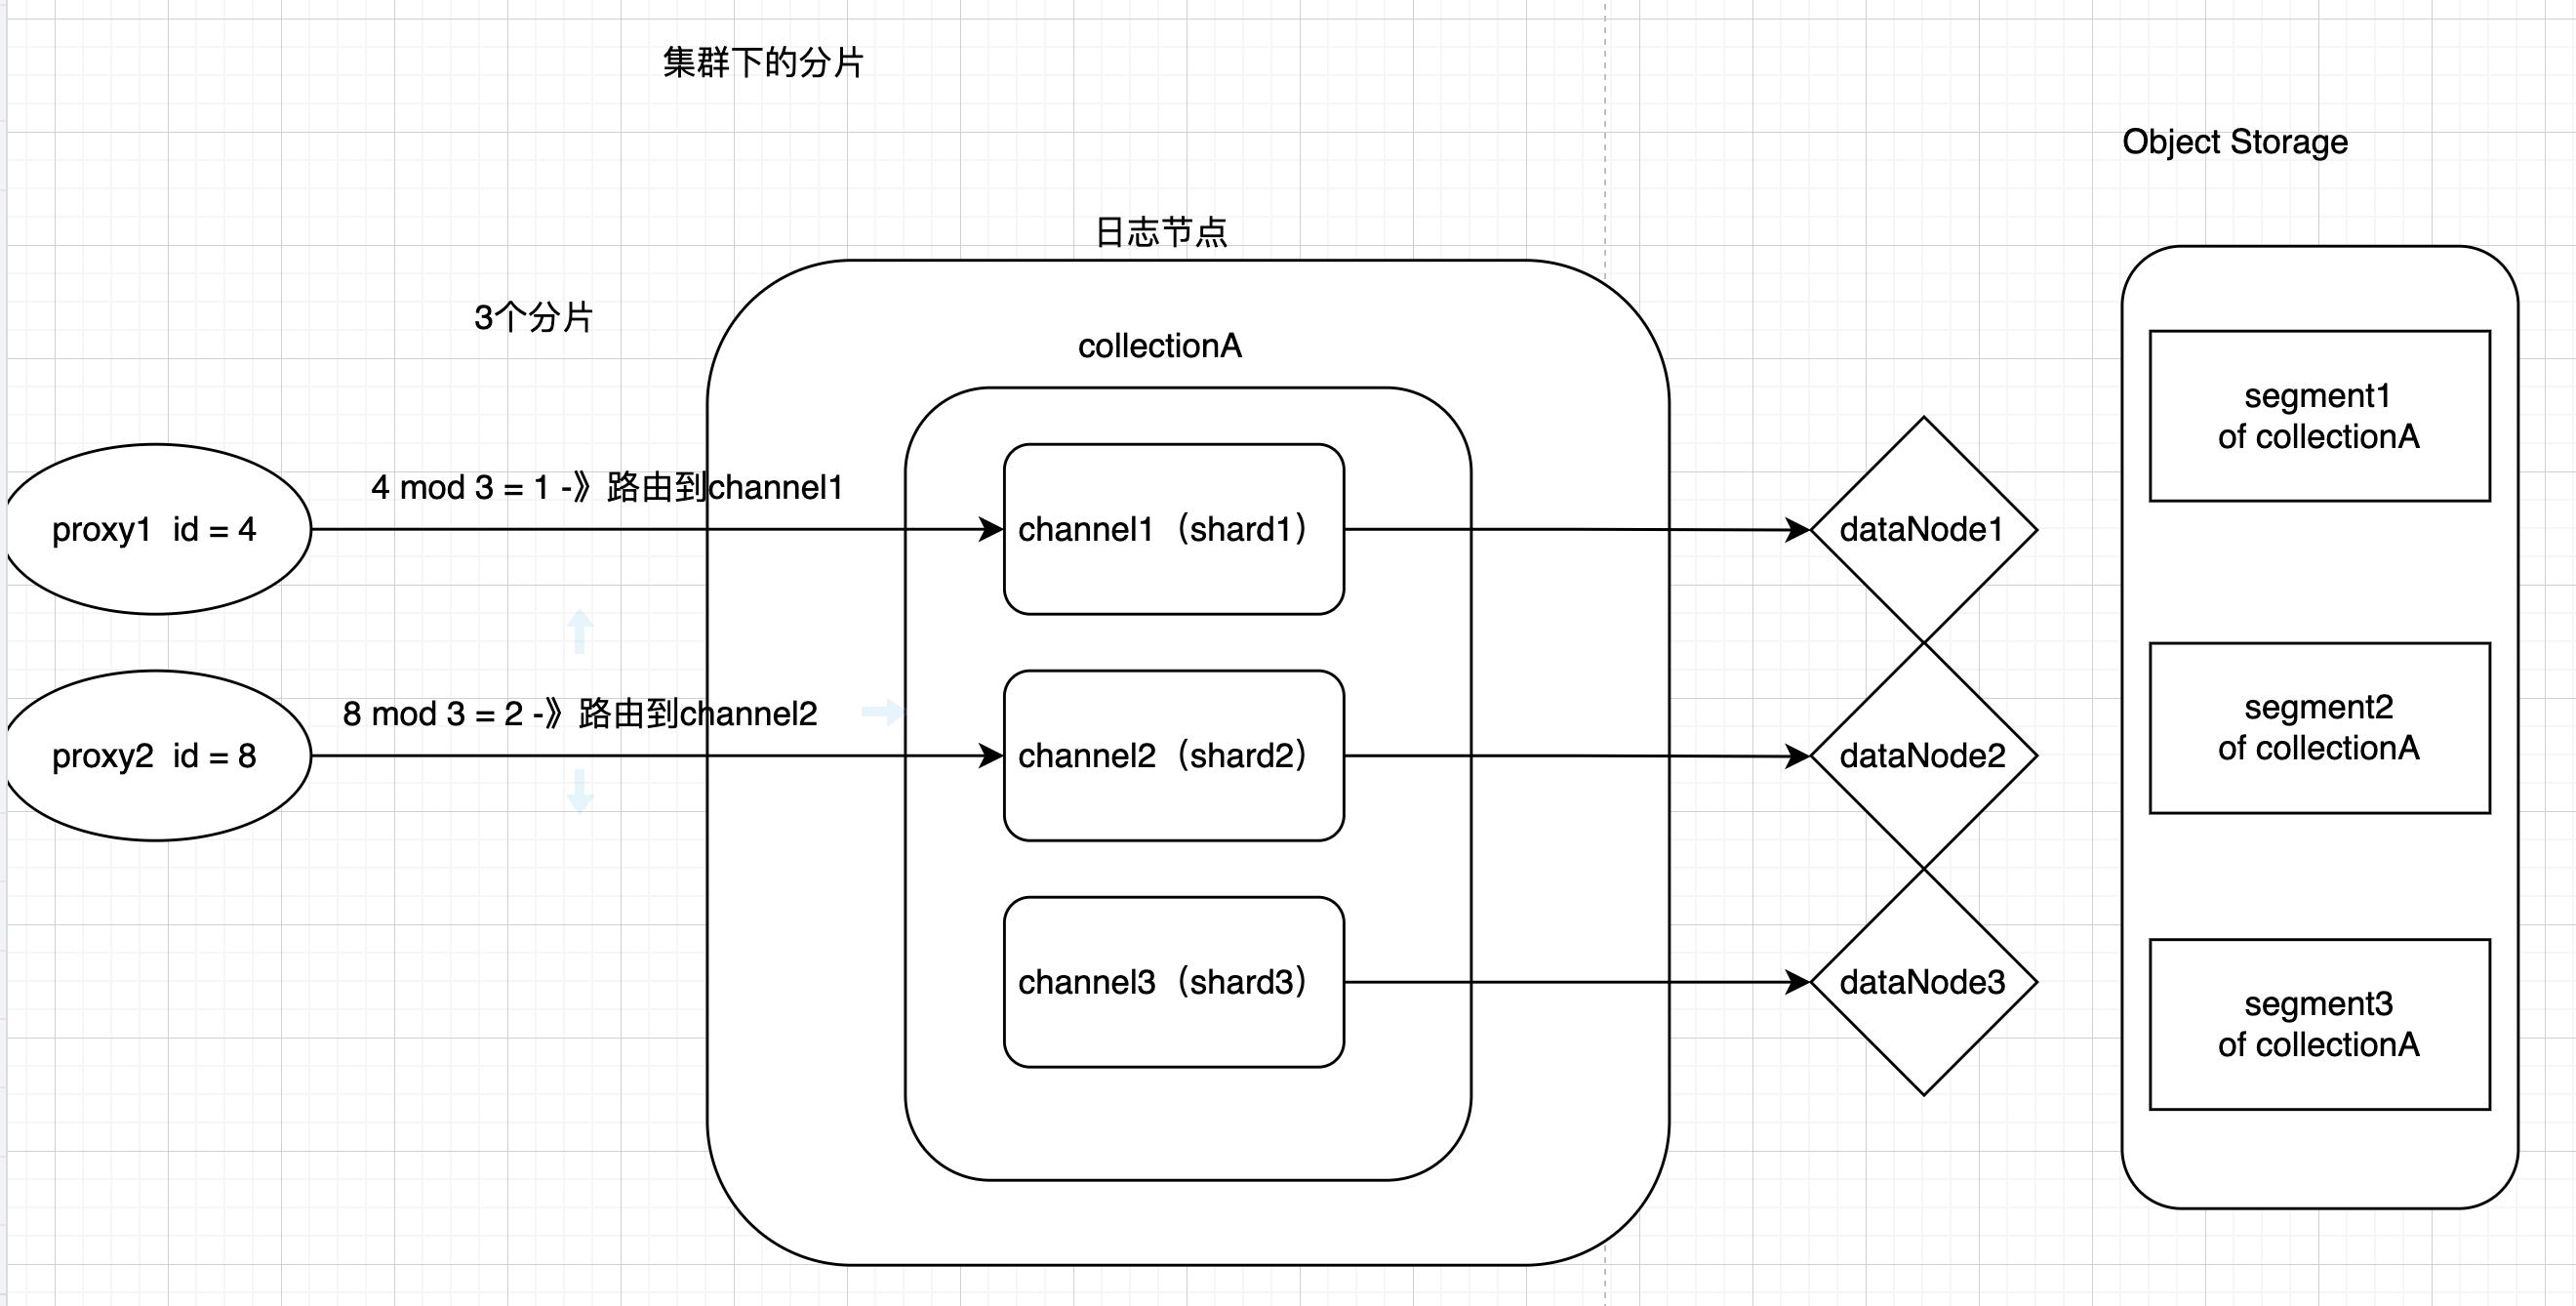 集群下的分片
Object Storage
日志节点
3个分片
collectionA
segment1
of collectionA
4 mod 3 = 1 -》路由到channel1
proxy1  id = 4
channel1（shard1）
dataNode1
8 mod 3 = 2 -》路由到channel2
segment2
of collectionA
proxy2  id = 8
channel2（shard2）
dataNode2
channel3（shard3）
dataNode3
segment3
of collectionA